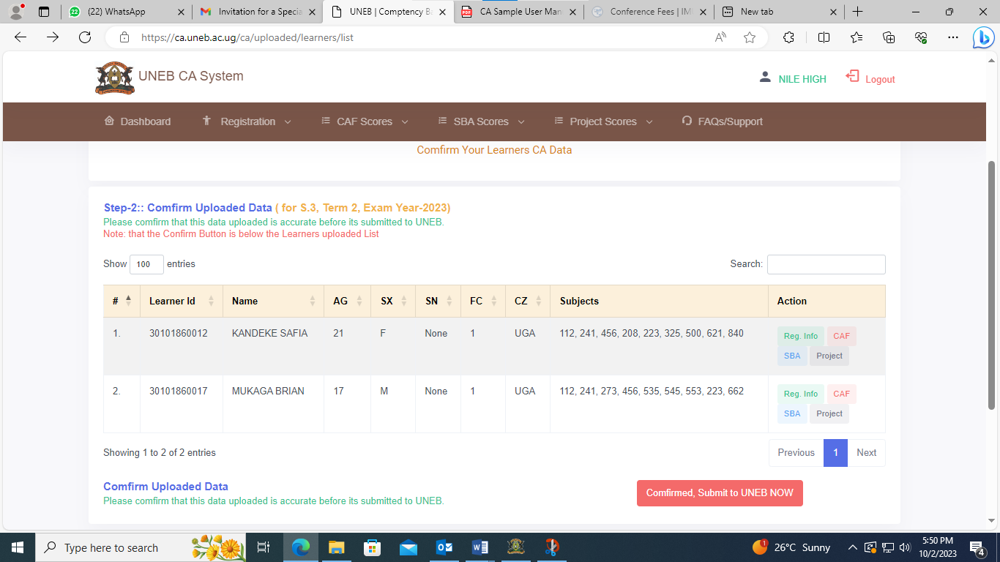 (22) WhatsApp
Invitation for a Specia
UNEB | Comptency Ba
CA Sample User Man
Conference Fees | IM
New tab
https://ca.uneb.ac.ug/ca/uploaded/learners/list
UNEB CA System
NILE HIGH
Logout
Dashboard
Registration
CAF Scores
SBA Scores
Project Scores
FAQs/Support
Comfirm Your Learners CA Data
Step-2:: Comfirm Uploaded Data ( for S.3, Term 2, Exam Year-2023)
Please comfirm that this data uploaded is accurate before its submitted to UNEB.
Note: that the Confirm Button is below the Learners uploaded List
Show 100 entries
Search:
# Learner Id Name AG SX SN FC CZ Subjects Action
1. 30101860012 KANDEKE SAFIA 21 F None 1 UGA 112, 241, 456, 208, 223, 325, 500, 621, 840
Reg. Info CAF
SBA Project
2. 30101860017 MUKAGA BRIAN 17 M None 1 UGA 112, 241, 273, 456, 535, 545, 553, 223, 662
Reg. Info CAF
SBA Project
Showing 1 to 2 of 2 entries
Previous 1 Next
Comfirm Uploaded Data
Please comfirm that this data uploaded is accurate before its submitted to UNEB.
Comfirmed, Submit to UNEB NOW
Type here to search
26°C Sunny
5:50 PM
10/2/2023
4